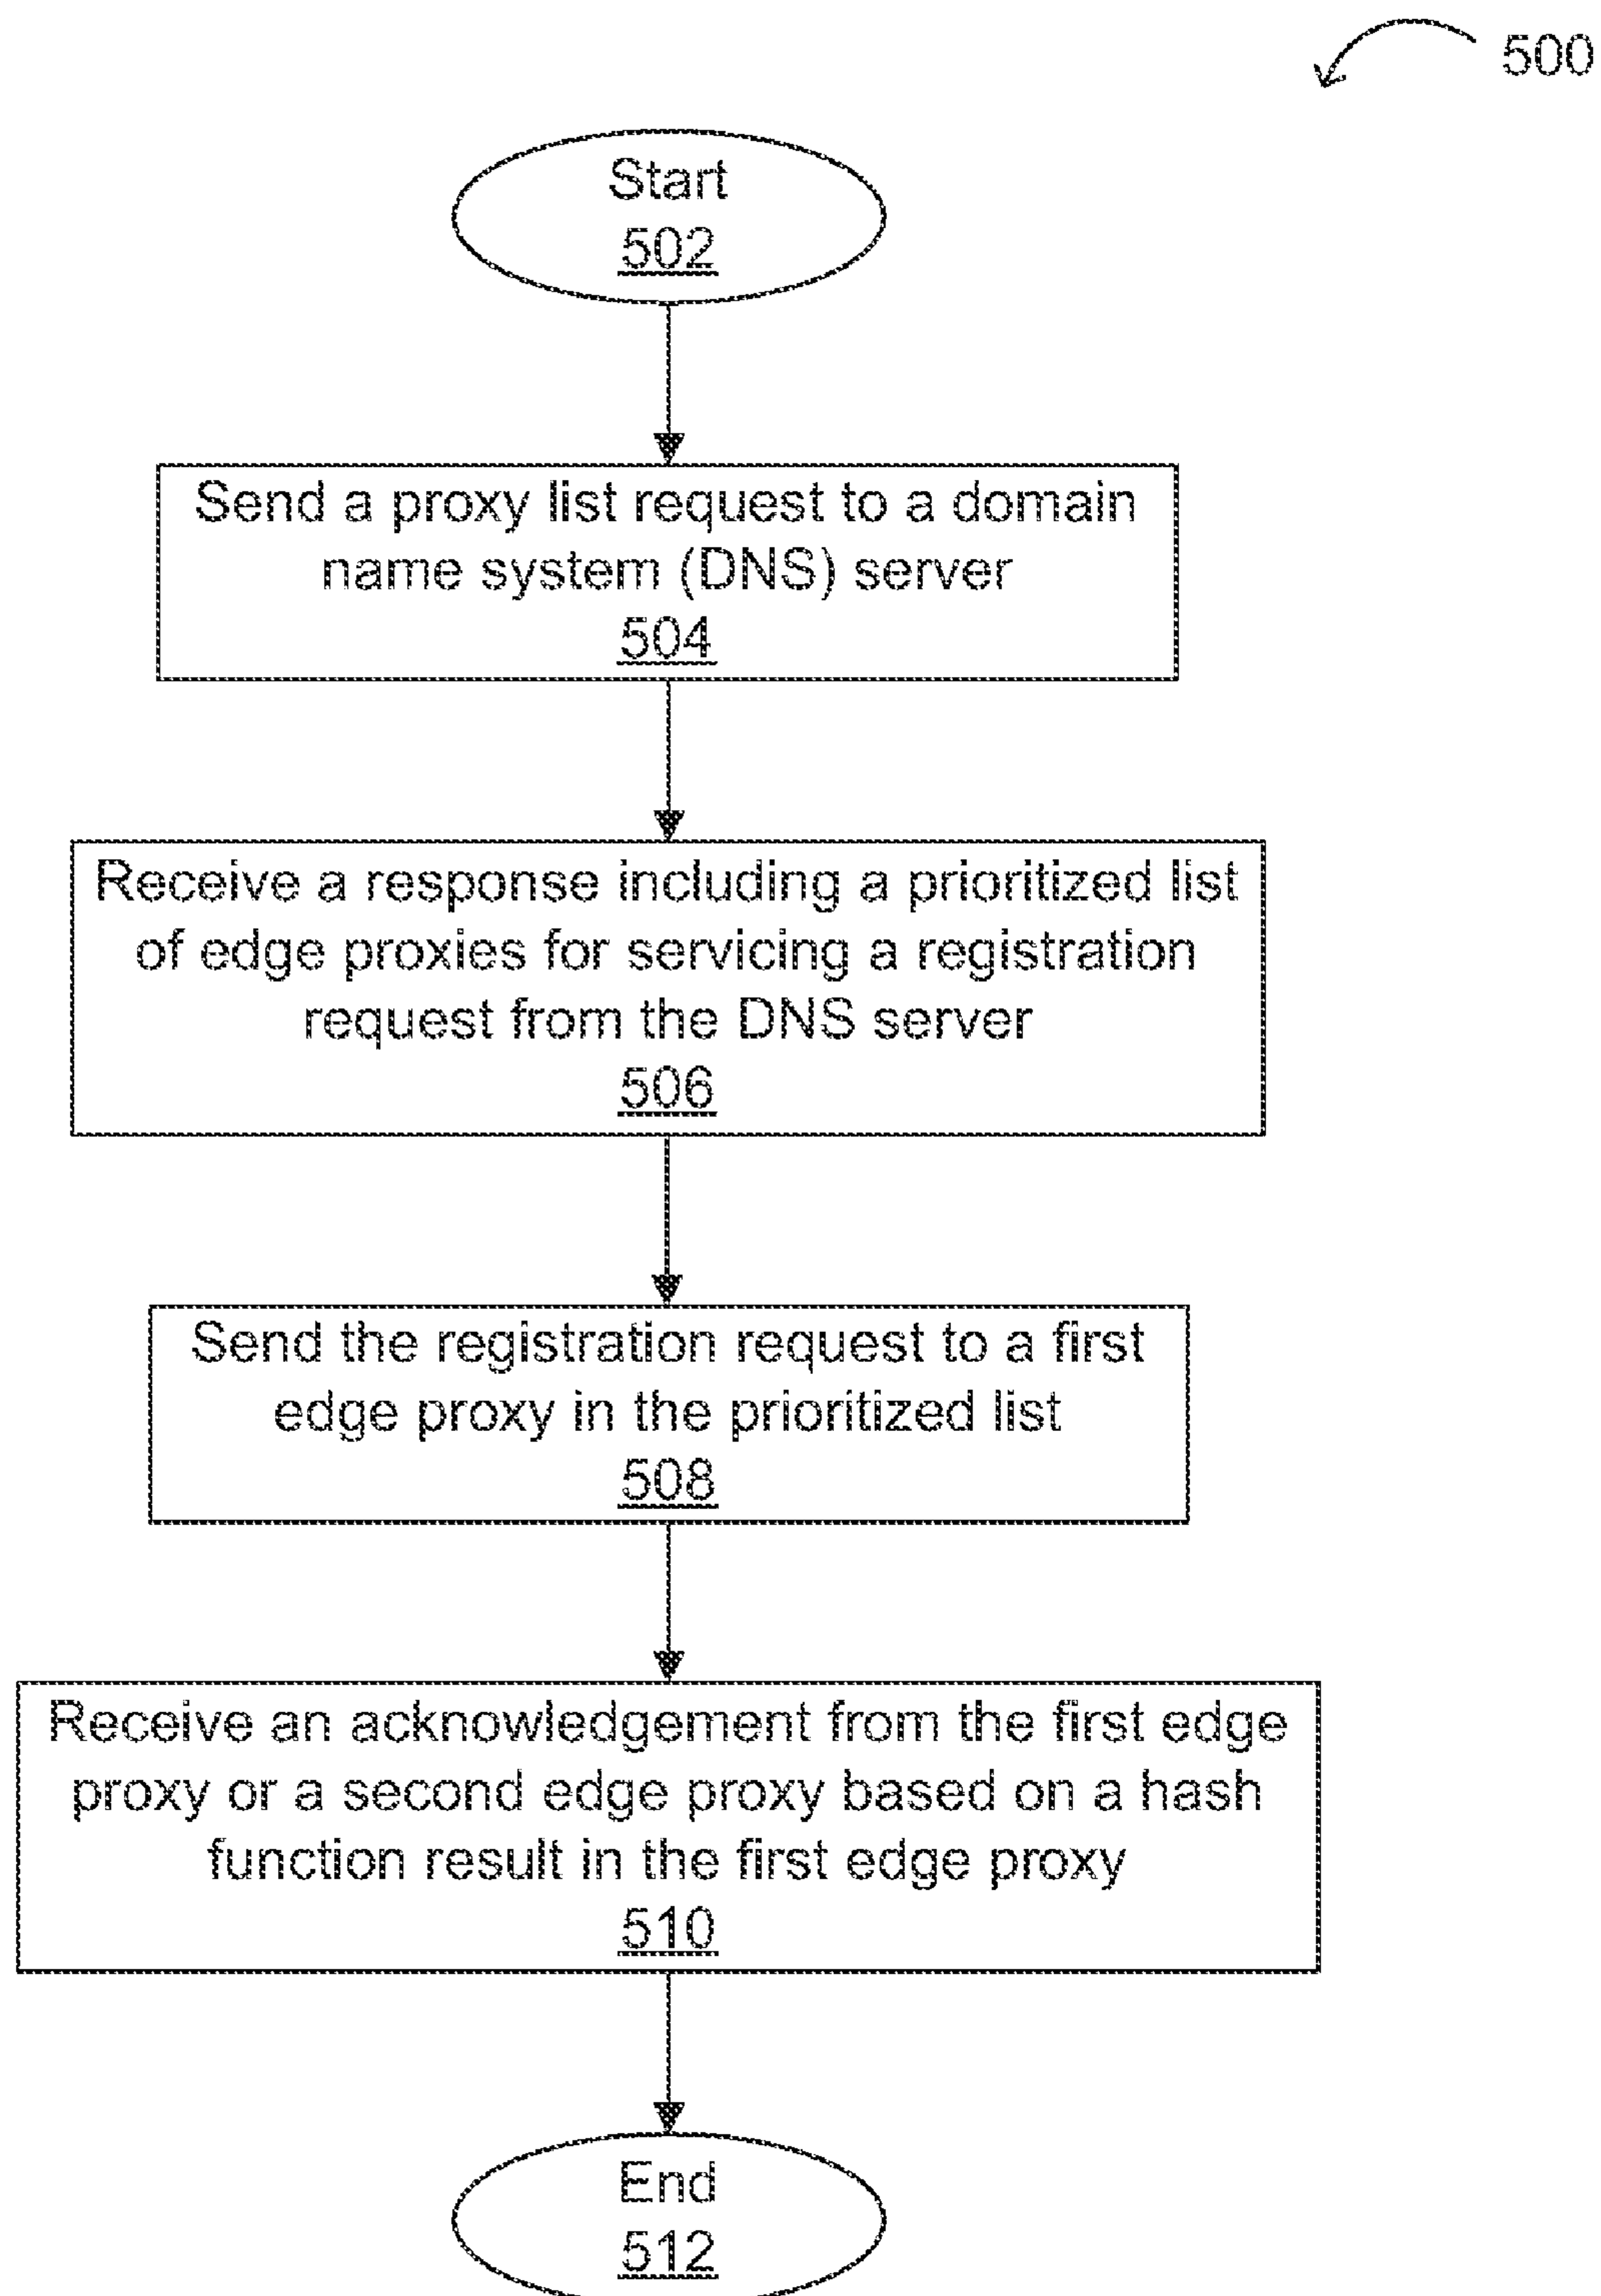 500
Start
502
Send a proxy list request to a domain
name system (DNS) server
504
Receive a response including a prioritized list
of edge proxies for servicing a registration
request from the DNS server
506
Send the registration request to a first
edge proxy in the prioritized list
508
Receive an acknowledgement from the first edge
proxy or a second edge proxy based on a hash
function result in the first edge proxy
510
End
512